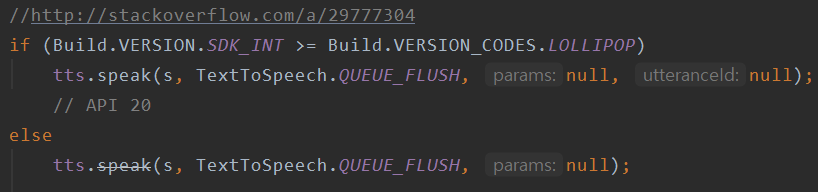 //http://stackoverflow.com/a/29777304
if (Build.VERSION.SDK_INT >= Build.VERSION_CODES.LOLLIPOP)
tts.speak(s, TextToSpeech.QUEUE_FLUSH, params: null, utteranceId: null);
// API 20
else
tts.speak(s, TextToSpeech.QUEUE_FLUSH, params: null);